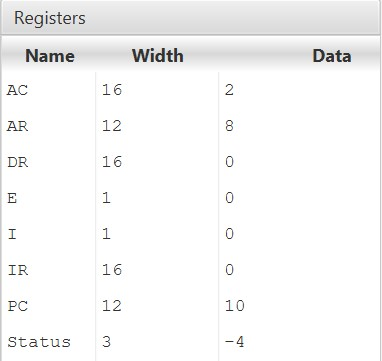 Registers
Name Width Data
AC 16 2
AR 12 8
DR 16 0
E 1 0
I 1 0
IR 16 0
PC 12 10
Status 3 -4